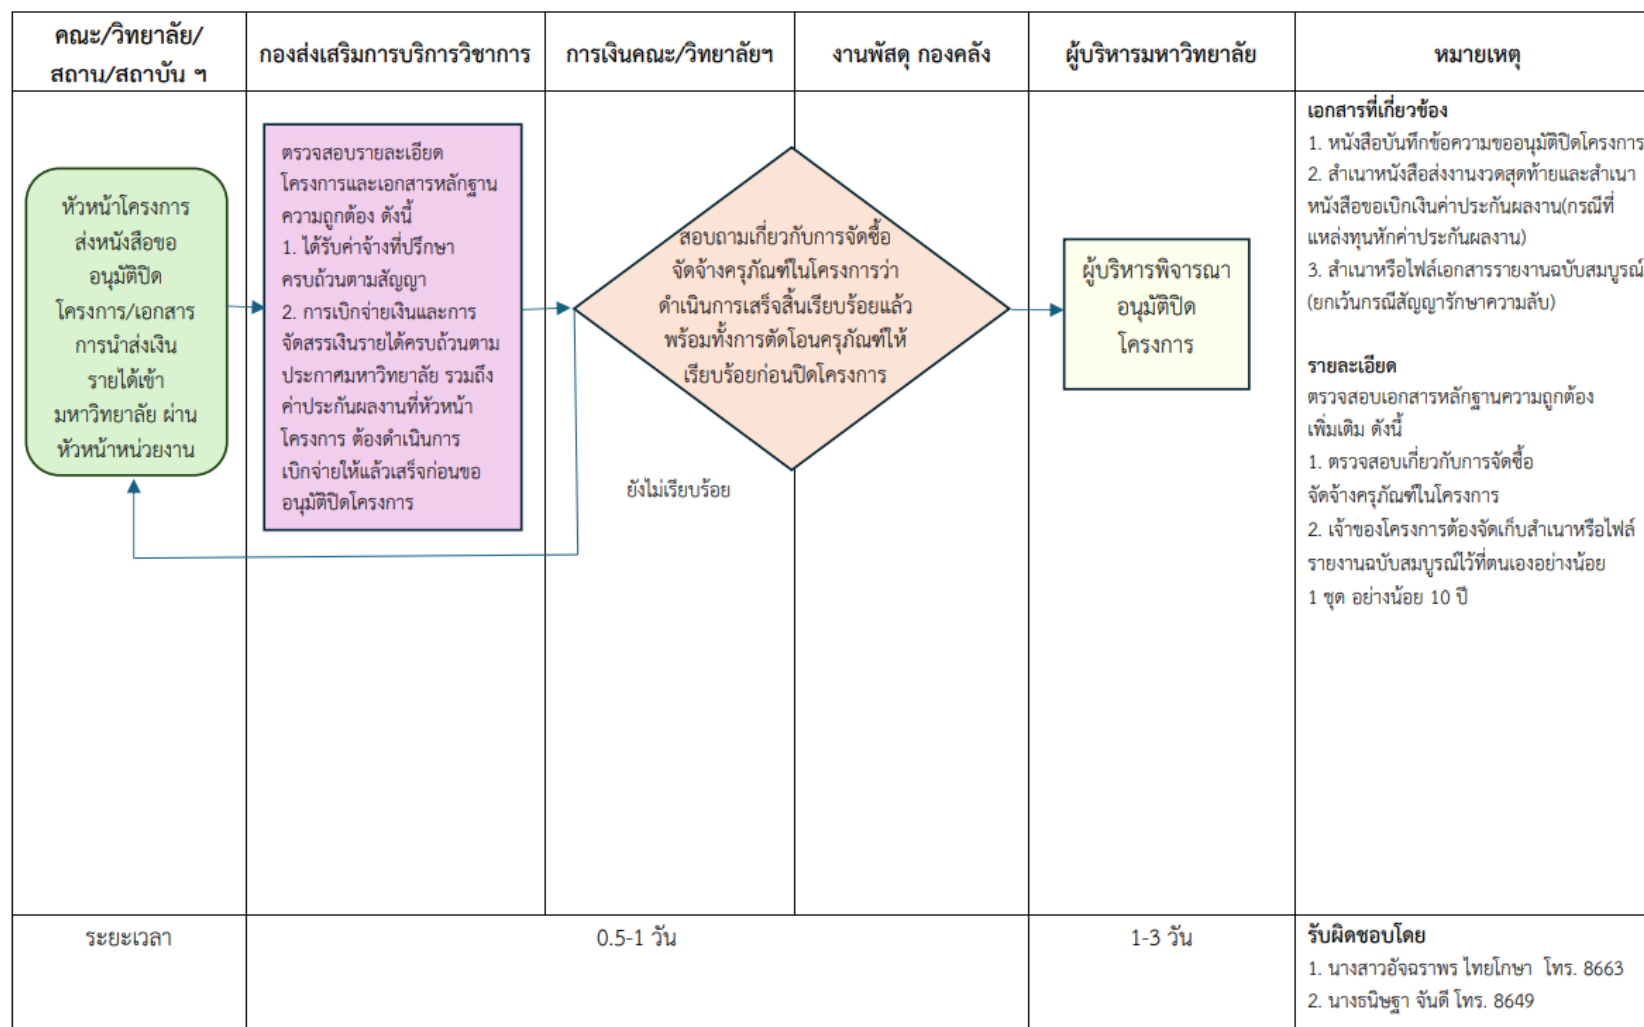 คณะ/วิทยาลัย/
สถาน/สถาบัน ฯ
กองส่งเสริมการบริการวิชาการ
การเงินคณะ/วิทยาลัยฯ
งานพัสดุ กองคลัง
ผู้บริหารมหาวิทยาลัย
หมายเหตุ
หัวหน้าโครงการ
ส่งหนังสือขอ
อนุมัติปิด
โครงการ/เอกสาร
การนำส่งเงิน
รายได้เข้า
มหาวิทยาลัย ผ่าน
หัวหน้าหน่วยงาน
ตรวจสอบรายละเอียด
โครงการและเอกสารหลักฐาน
ความถูกต้อง ดังนี้
1. ได้รับค่าจ้างที่ปรึกษา
ครบถ้วนตามสัญญา
2. การเบิกจ่ายเงินและการ
จัดสรรเงินรายได้ครบถ้วนตาม
ประกาศมหาวิทยาลัย รวมถึง
ค่าประกันผลงานที่หัวหน้า
โครงการ ต้องดำเนินการ
เบิกจ่ายให้แล้วเสร็จก่อนขอ
อนุมัติปิดโครงการ
สอบถามเกี่ยวกับการจัดซื้อ
จัดจ้างครุภัณฑ์ในโครงการว่า
ดำเนินการเสร็จสิ้นเรียบร้อยแล้ว
พร้อมทั้งการตัดโอนครุภัณฑ์ให้
เรียบร้อยก่อนปิดโครงการ
ยังไม่เรียบร้อย
ผู้บริหารพิจารณา
อนุมัติปิด
โครงการ
เอกสารที่เกี่ยวข้อง
1. หนังสือบันทึกข้อความขออนุมัติปิดโครงการ
2. สำเนาหนังสือส่งงานงวดสุดท้ายและสำเนา
หนังสือขอเบิกเงินค่าประกันผลงาน(กรณีที่
แหล่งทุนหักค่าประกันผลงาน)
3. สำเนาหรือไฟล์เอกสารรายงานฉบับสมบูรณ์
(ยกเว้นกรณีสัญญารักษาความลับ)
รายละเอียด
ตรวจสอบเอกสารหลักฐานความถูกต้อง
เพิ่มเติม ดังนี้
1. ตรวจสอบเกี่ยวกับการจัดซื้อ
จัดจ้างครุภัณฑ์ในโครงการ
2. เจ้าของโครงการต้องจัดเก็บสำเนาหรือไฟล์
รายงานฉบับสมบูรณ์ไว้ที่ตนเองอย่างน้อย
1 ชุด อย่างน้อย 10 ปี
ระยะเวลา
0.5-1 วัน
1-3 วัน
รับผิดชอบโดย
1. นางสาวอัจฉราพร ไทยโกษา โทร. 8663
2. นางธนิษฐา จันดี โทร. 8649